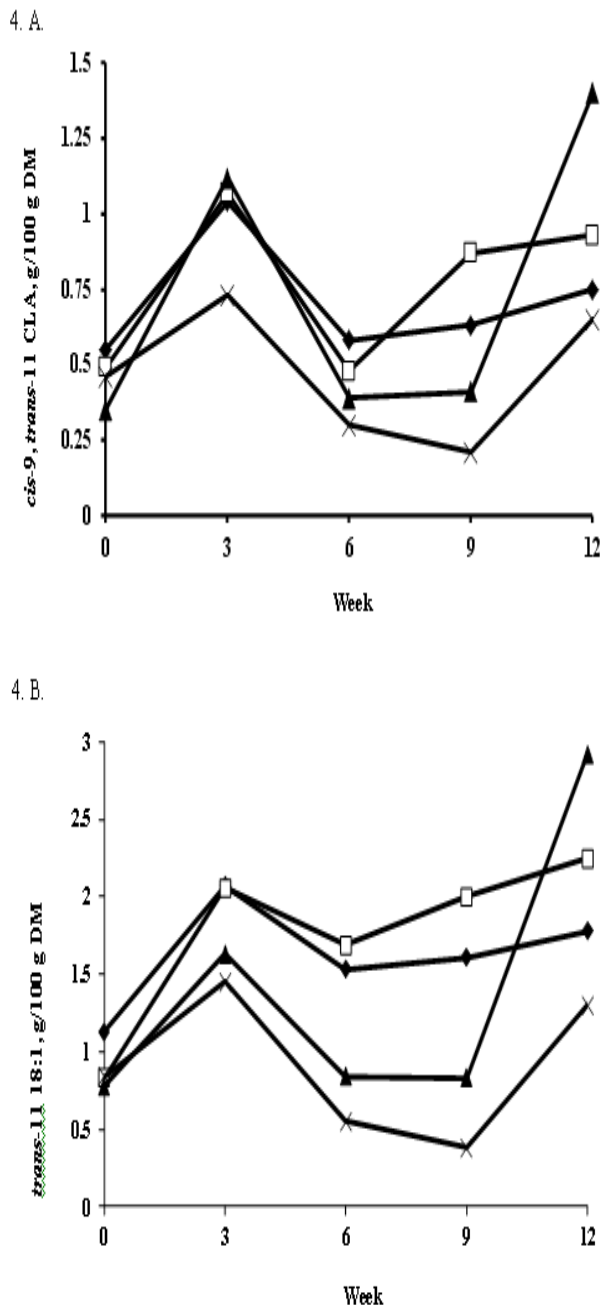 4. A.
cis-9, trans-11 CLA, g/100 g DM
1.5
1.25
1
0.75
0.5
0.25
0
0 3 6 9 12
Week
4. B.
trans-11 18:1, g/100 g DM
3
2.5
2
1.5
1
0.5
0
0 3 6 9 12
Week